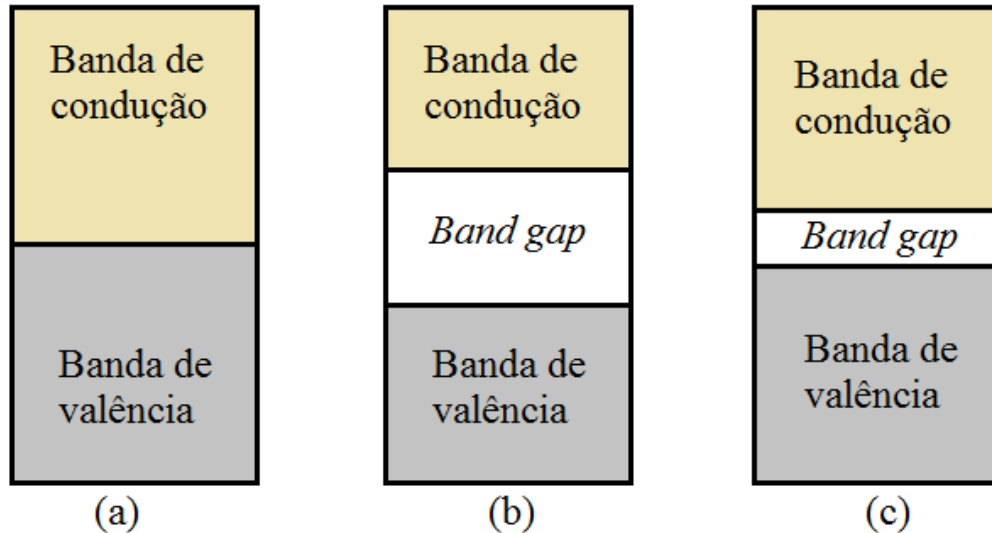 Banda de
condução
Banda de
valência
(a)
Banda de
condução
Band gap
Banda de
valência
(b)
Banda de
condução
Band gap
Banda de
valência
(c)